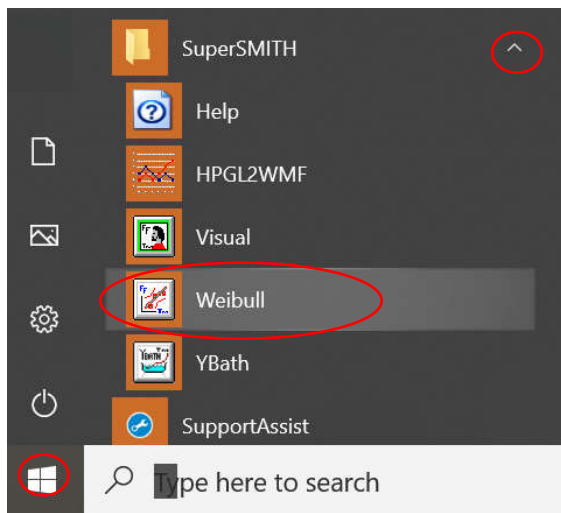 SuperSMITH
Help
HPGL2WMF
Visual
Weibull
YBath
SupportAssist
Type here to search